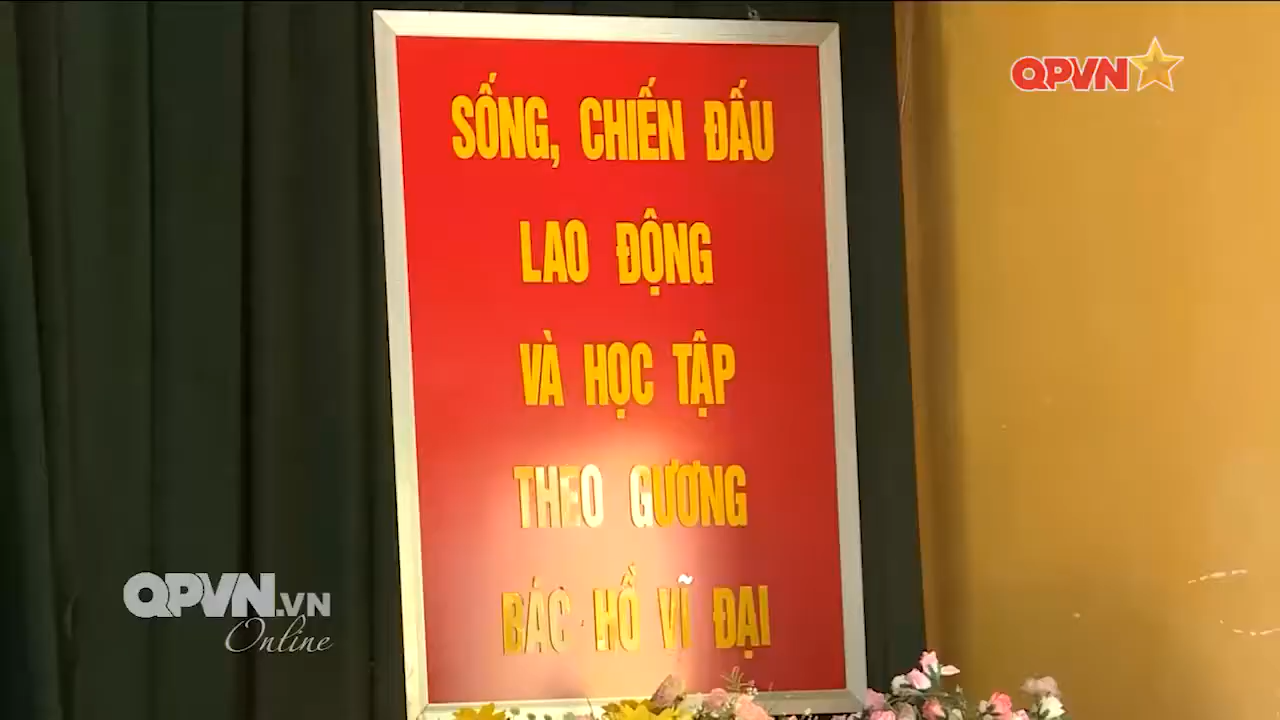 QPVN
SỐNG, CHIẾN ĐẤU
LAO ĐỘNG
VÀ HỌC TẬP
THEO GƯƠNG
BÁC HỒ VĨ ĐẠI
QPVN.VN
Online